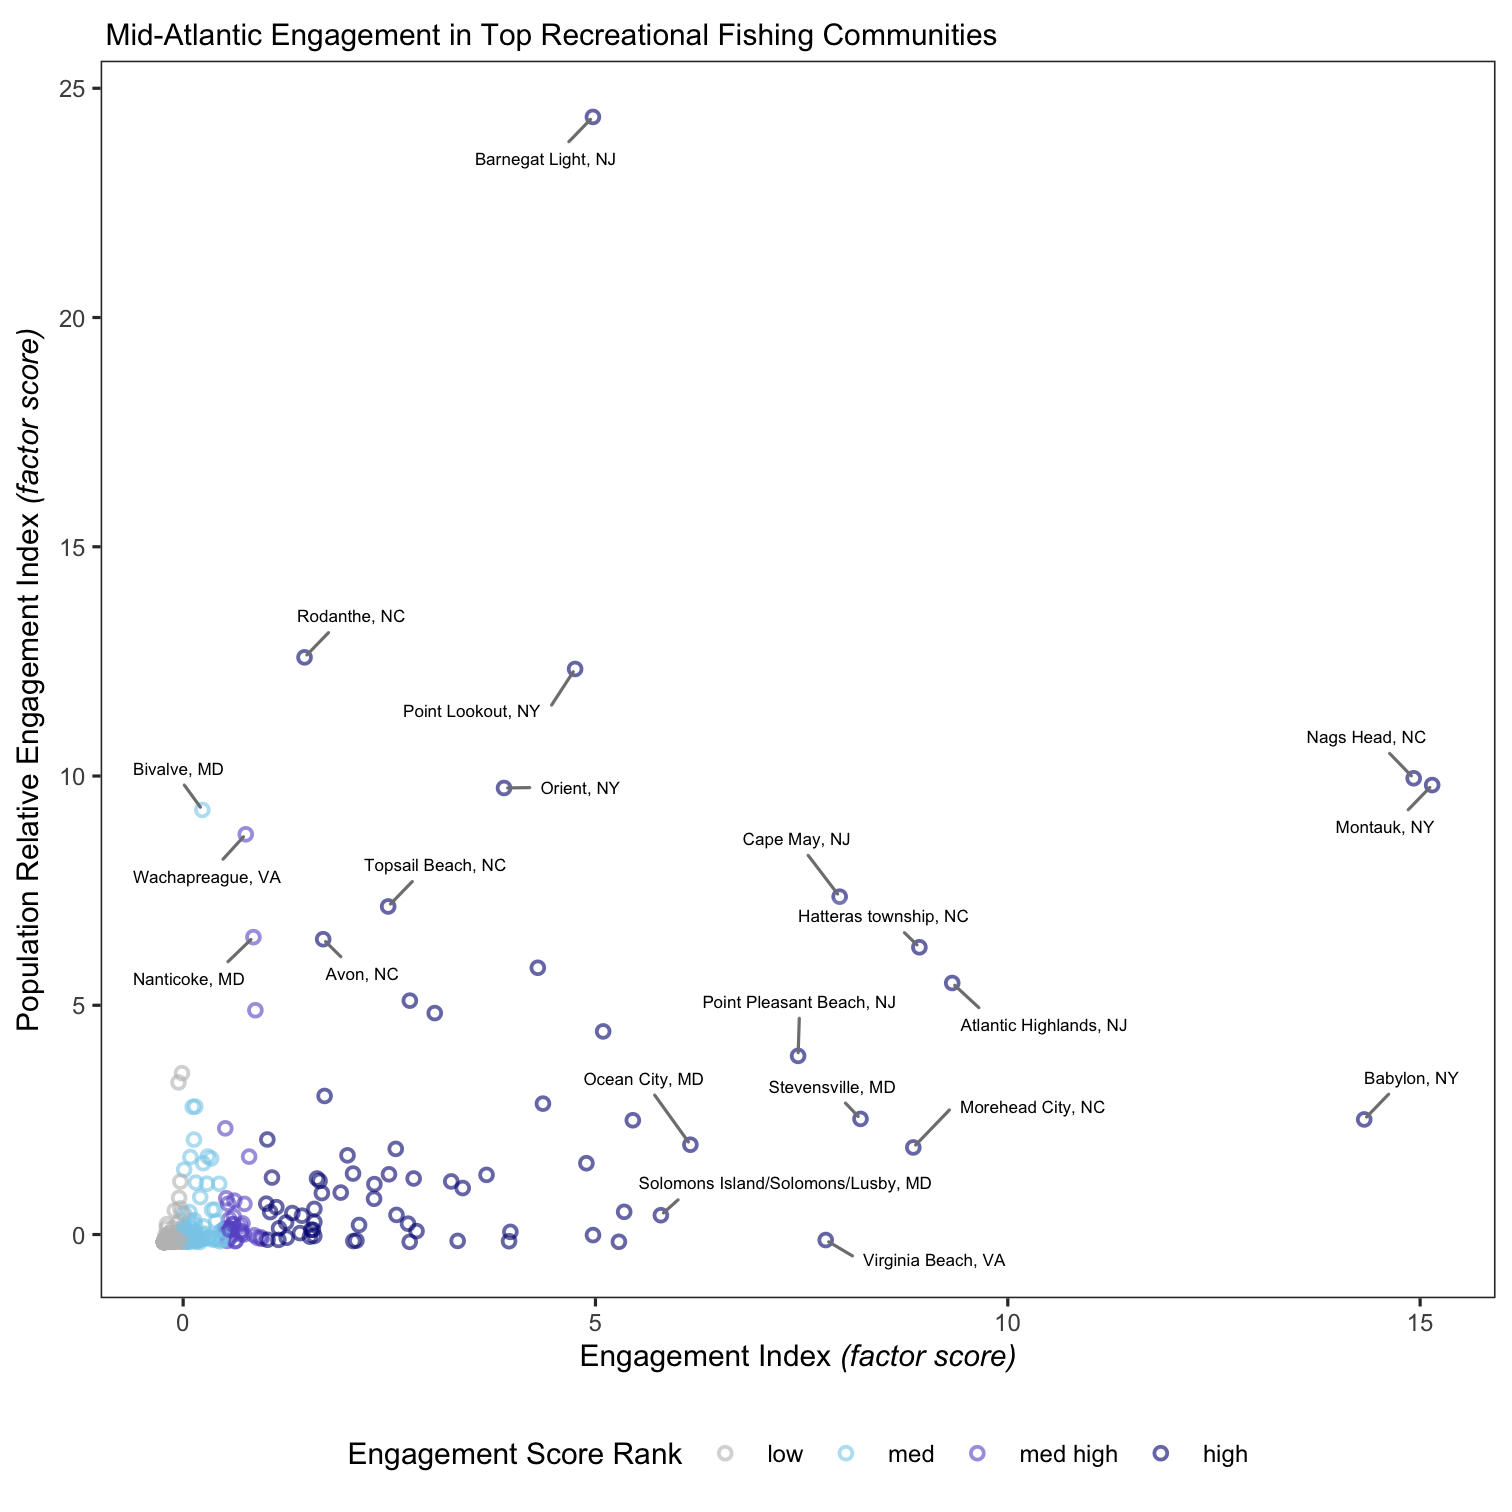 Mid-Atlantic Engagement in Top Recreational Fishing Communities
25
Barnegat Light, NJ
20
15
Rodanthe, NC
Point Lookout, NY
Nags Head, NC
Bivalve, MD
10
Orient, NY
Montauk, NY
Cape May, NJ
Topsail Beach, NC
Wachapreague, VA
Hatteras township, NC
Avon, NC
Nanticoke, MD
Point Pleasant Beach, NJ
5
Atlantic Highlands, NJ
Ocean City, MD
Babylon, NY
Stevensville, MD
Morehead City, NC
Solomons Island/Solomons/Lusby, MD
0
Virginia Beach, VA
Population Relative Engagement Index (factor score)
0 5 10 15
Engagement Index (factor score)
Engagement Score Rank low med med high high